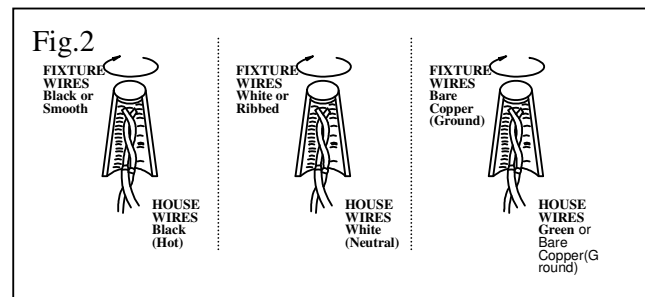 Fig.2
FIXTURE
WIRES
Black or
Smooth
HOUSE
WIRES
Black
(Hot)
FIXTURE
WIRES
White or
Ribbed
HOUSE
WIRES
White
(Neutral)
FIXTURE
WIRES
Bare
Copper
(Ground)
HOUSE
WIRES
Green or
Bare
Copper(G
round)